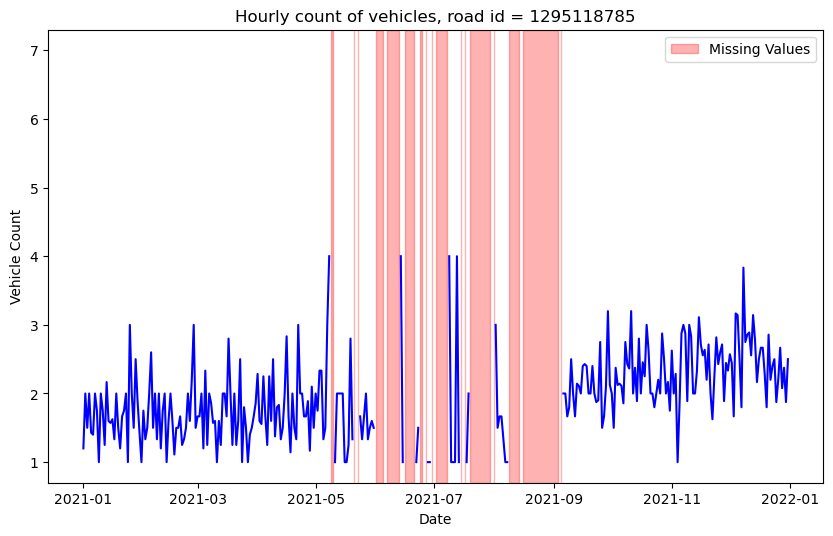 Hourly count of vehicles, road id = 1295118785
Missing Values
7
6
5
4
3
2
1
Vehicle Count
2021-01 2021-03 2021-05 2021-07 2021-09 2021-11 2022-01
Date